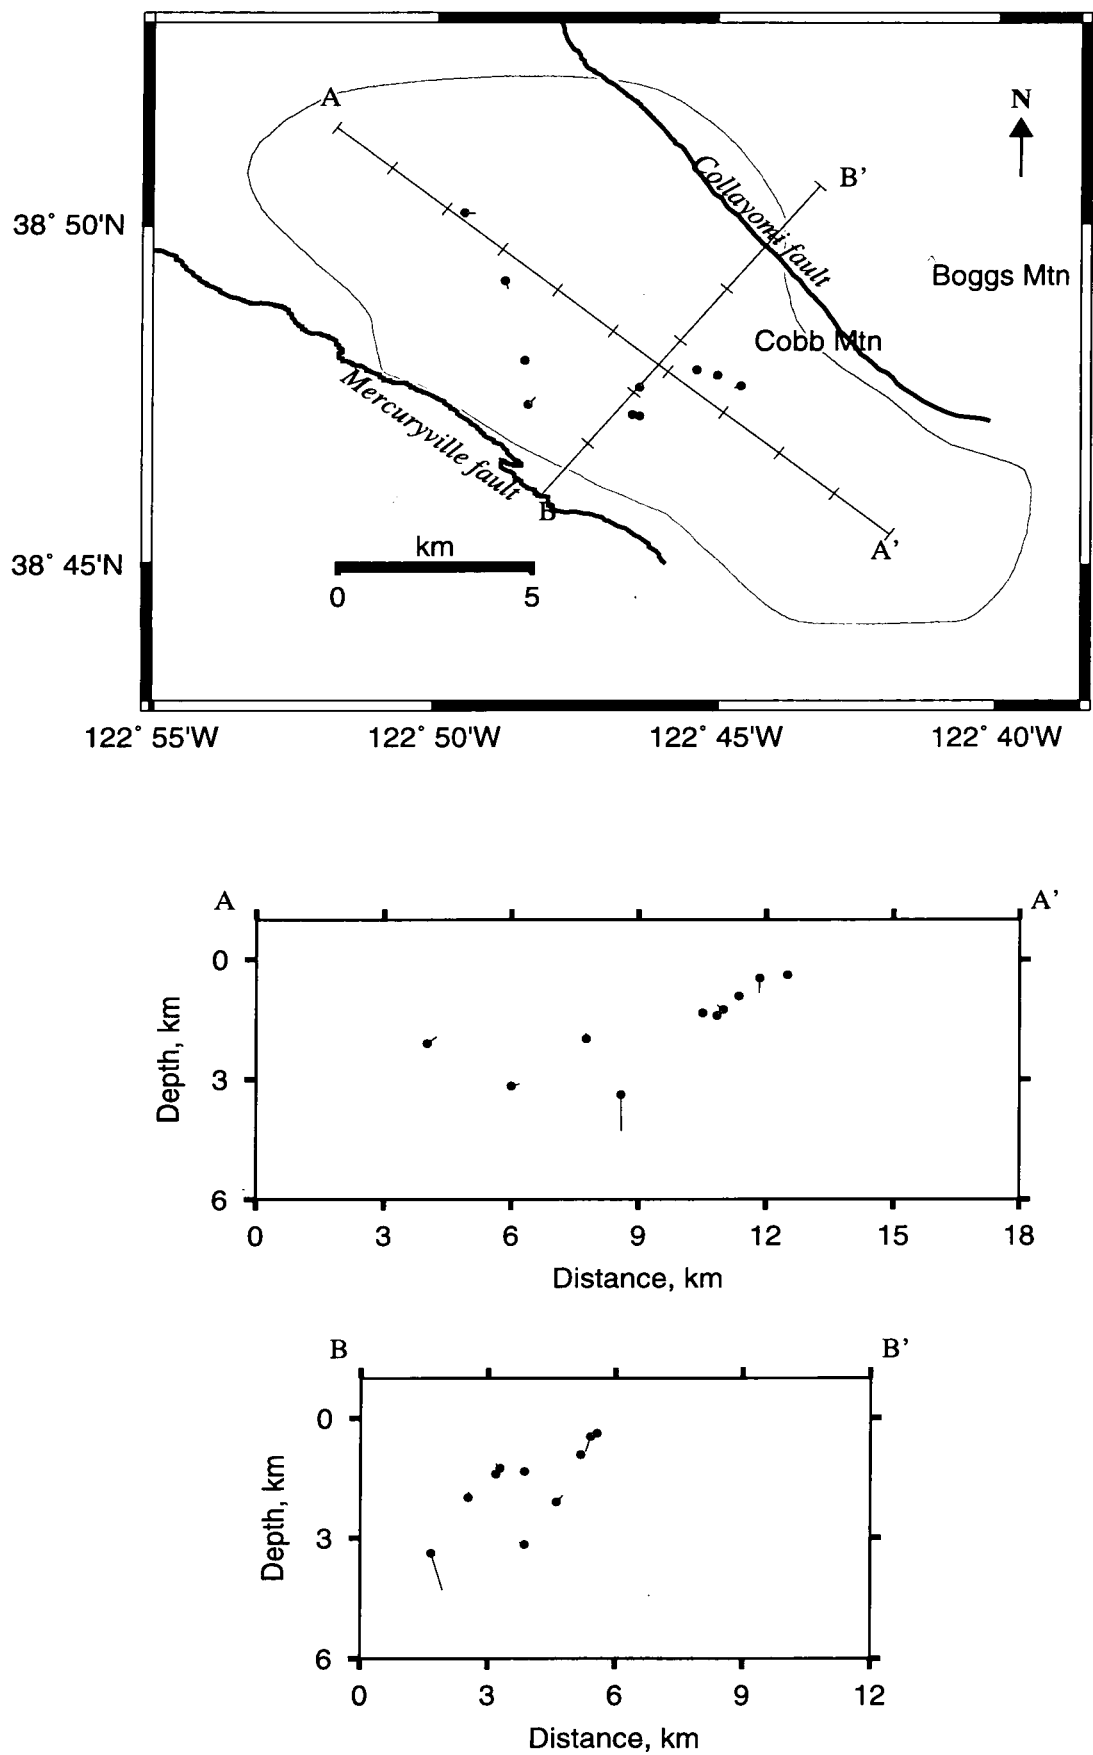 A
N
B'
Collayomi fault
38° 50'N
Boggs Mtn
Cobb Mtn
Mercuryville fault
B
A'
km
38° 45'N
0 5
122° 55'W 122° 50'W 122° 45'W 122° 40'W
A A'
0
3
6
Depth, km
0 3 6 9 12 15 18
Distance, km
B B'
0
3
6
Depth, km
0 3 6 9 12
Distance, km